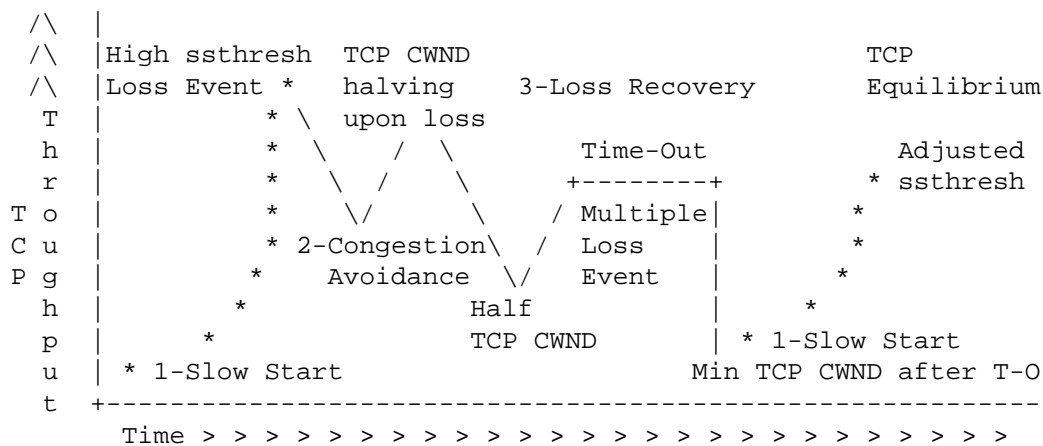 /\ |
/\ |High ssthresh TCP CWND TCP
/\ |Loss Event * halving 3-Loss Recovery Equilibrium
T | * \ upon loss
h | * \ / \ Time-Out Adjusted
r | * \ / \ +--------+ * ssthresh
T o | * \/ \ / Multiple| *
C u | * 2-Congestion\ / Loss | *
P g | * Avoidance \/ Event | *
h | * Half | *
p | * TCP CWND | * 1-Slow Start
u | * 1-Slow Start Min TCP CWND after T-O
t +-----------------------------------------------------------
Time > > > > > > > > > > > > > > > > > > > > > > > > > >